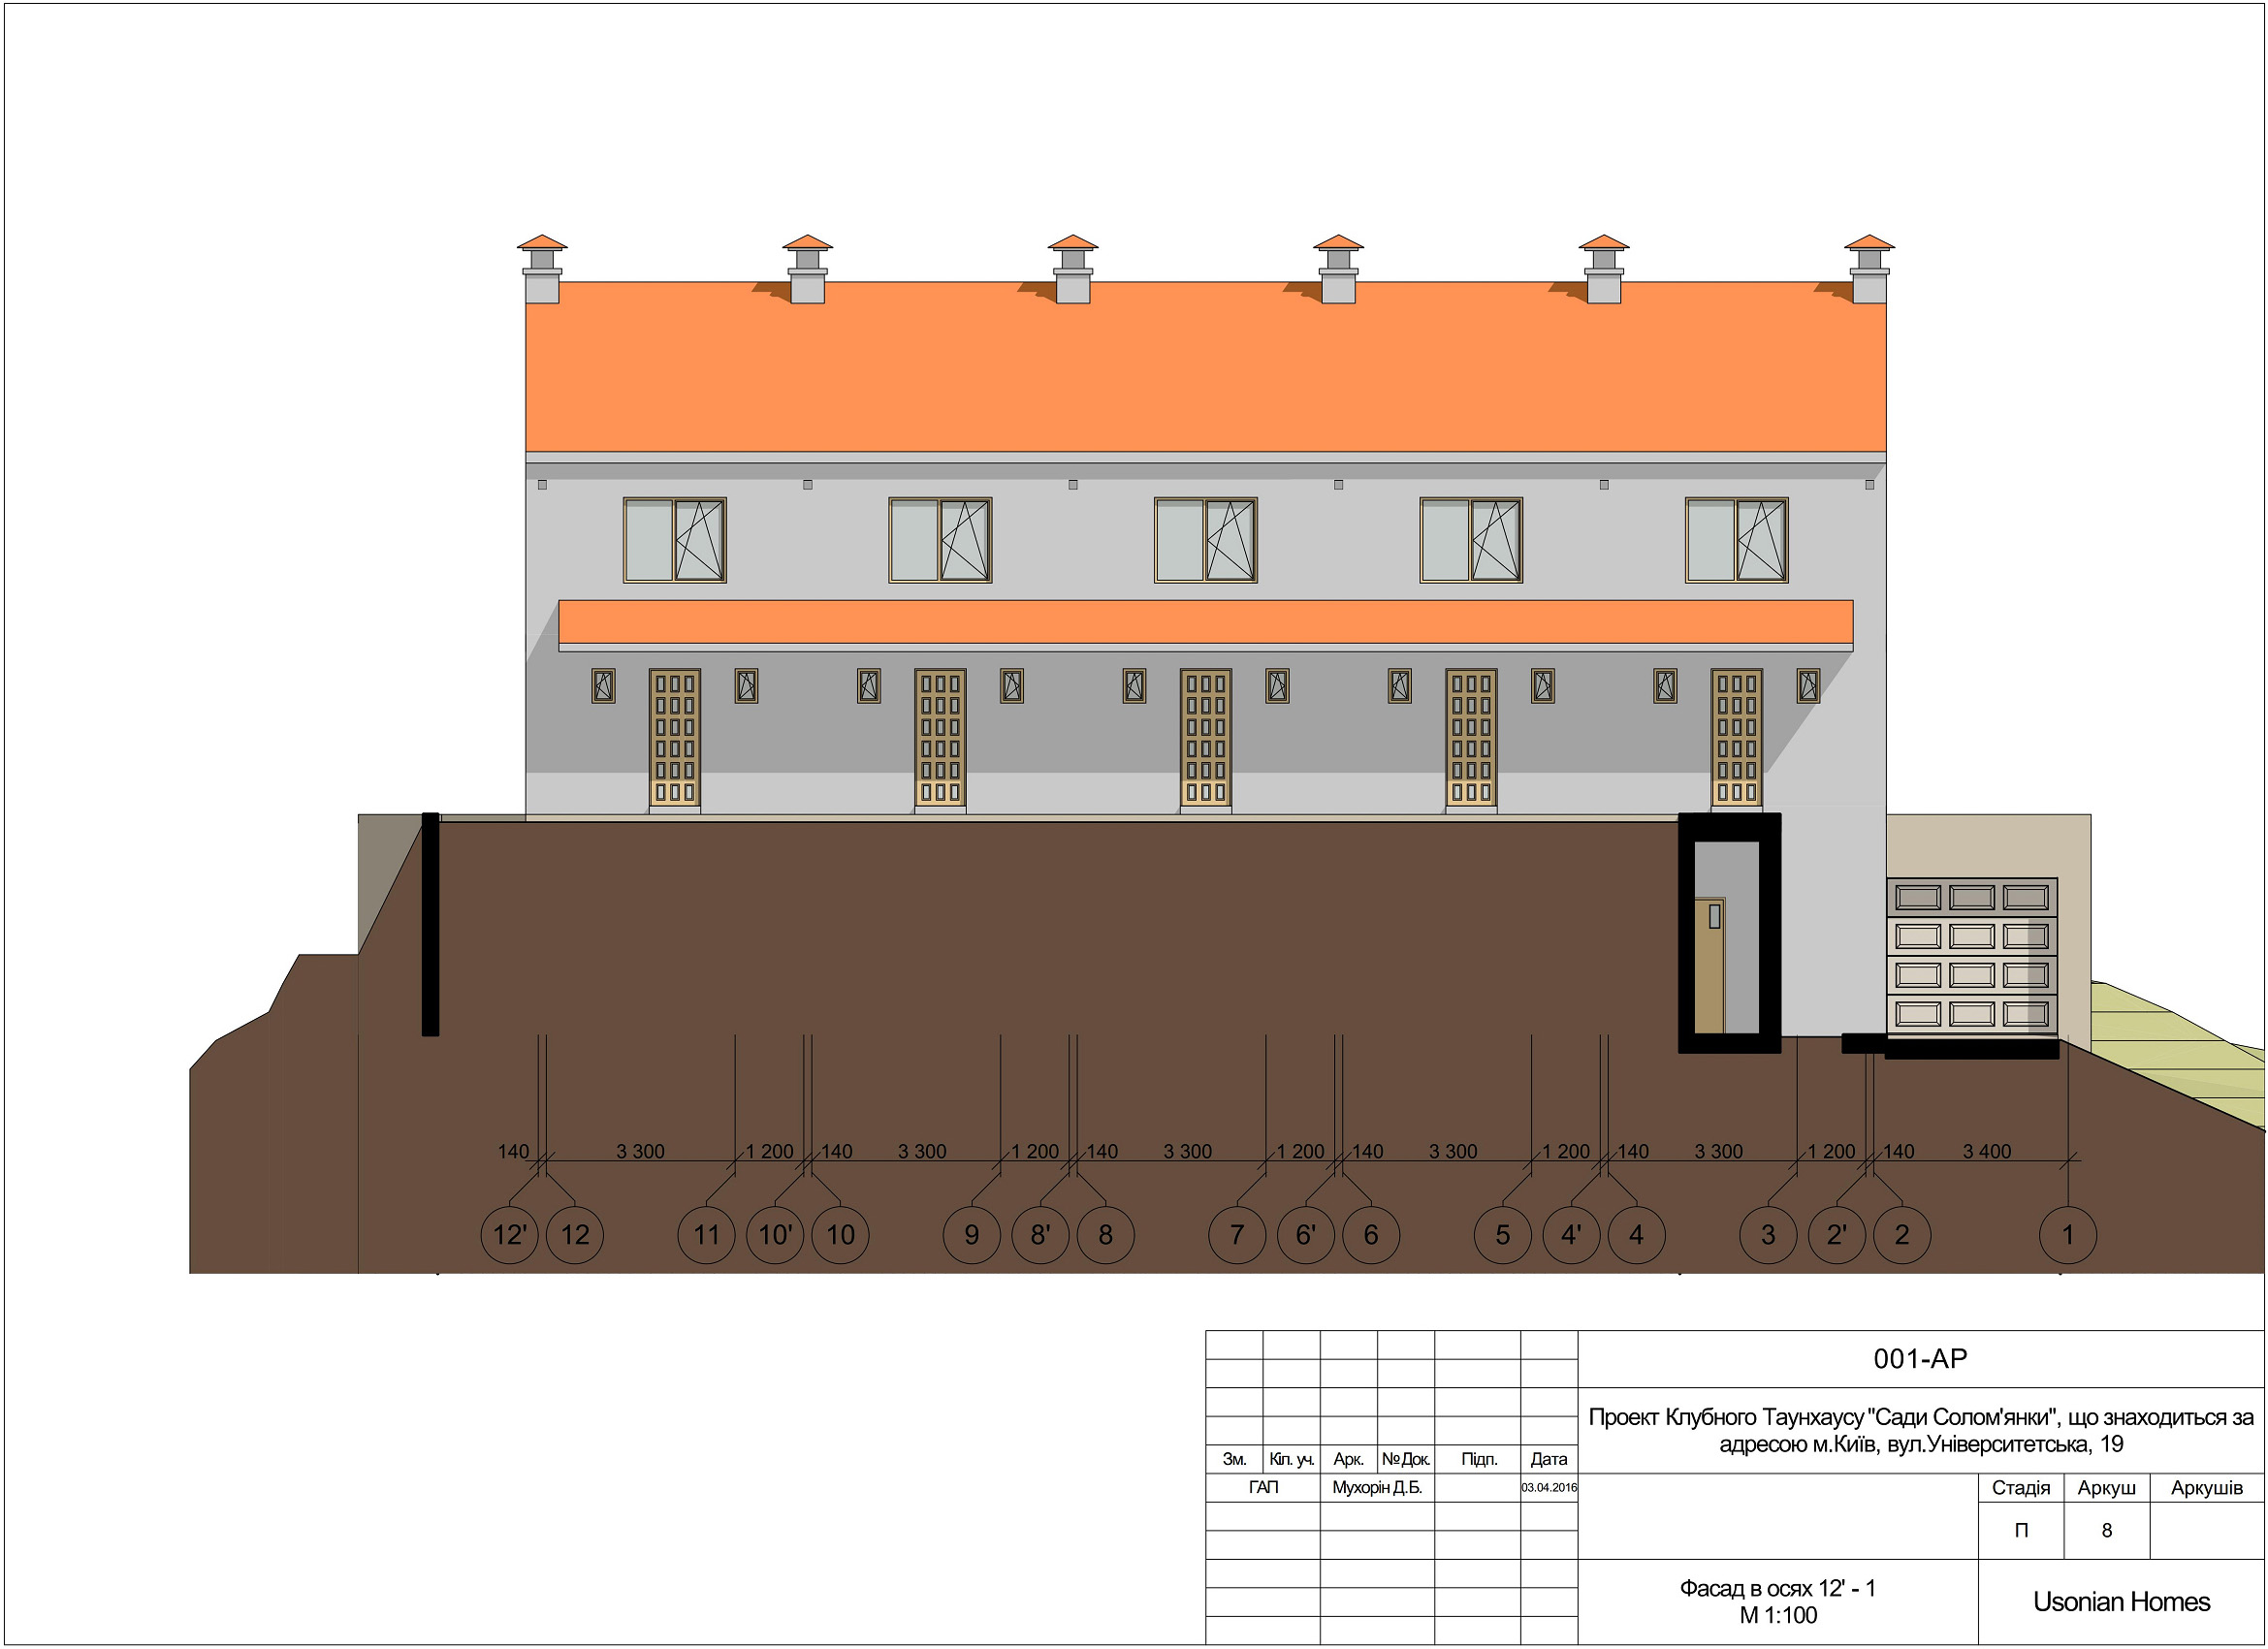 140 3 300 1 200 140 3 300 1 200 140 3 300 1 200 140 3 300 1 200 140 3 300 1 200 140 3 400
12' 12 11 10' 10 9 8' 8 7 6' 6 5 4' 4 3 2' 2 1
001-АР
Проект Клубного Таунхаусу "Сади Солом'янки", що знаходиться за
адресою м.Київ, вул.Університетська, 19
Зм. Кіл. уч. Арк. №Док. Підп. Дата
ГАП Мухорін Д.Б. 03.04.2016
Стадія Аркуш Аркушів
П 8
Фасад в осях 12' - 1
М 1:100
Usonian Homes